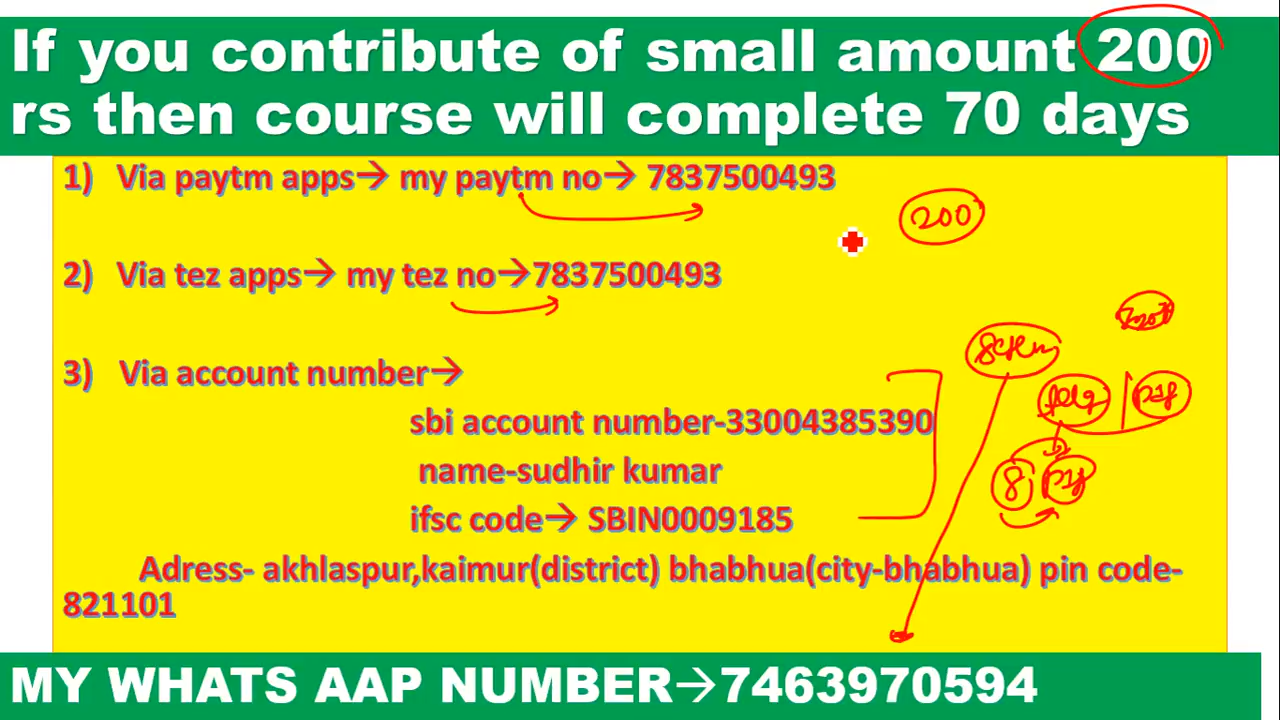 If you contribute of small amount 200
rs then course will complete 70 days
1) Via paytm apps→ my paytm no→ 7837500493
200
2) Via tez apps→ my tez no→7837500493
3) Via account number→
sbi account number-33004385390
name-sudhir kumar
8
ifsc code→ SBIN0009185
Adress- akhlaspur,kaimur(district) bhabhua(city-bhabhua) pin code-
821101
MY WHATS AAP NUMBER→7463970594